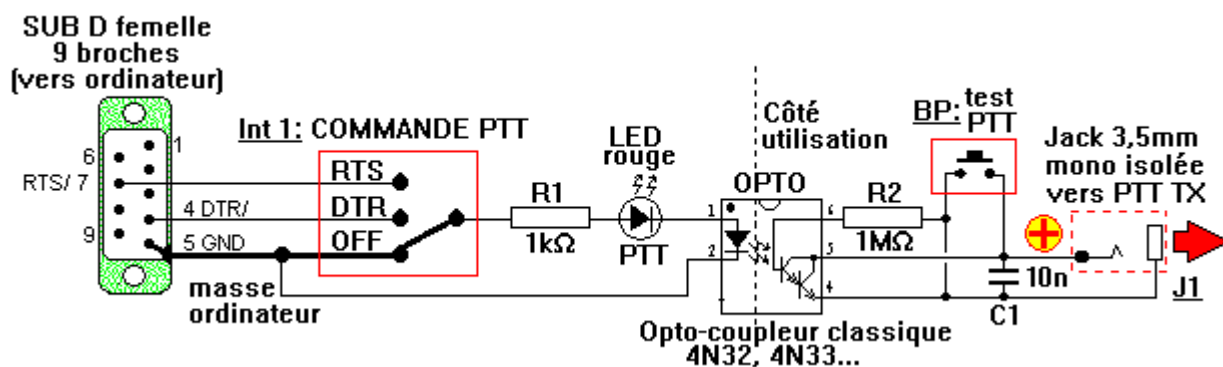 SUB D femelle
9 broches
(vers ordinateur)
6
1
RTS/ 7
9
4 DTR/
5 GND
masse
ordinateur
Int 1: COMMANDE PTT
RTS
DTR
OFF
R1
1kΩ
LED
rouge
PTT
Côté
utilisation
OPTO
1
2
6
5
4
R2
1MΩ
BP: test
PTT
C1
10n
Jack 3,5mm
mono isolée
vers PTT TX
J1
Opto-coupleur classique
4N32, 4N33...